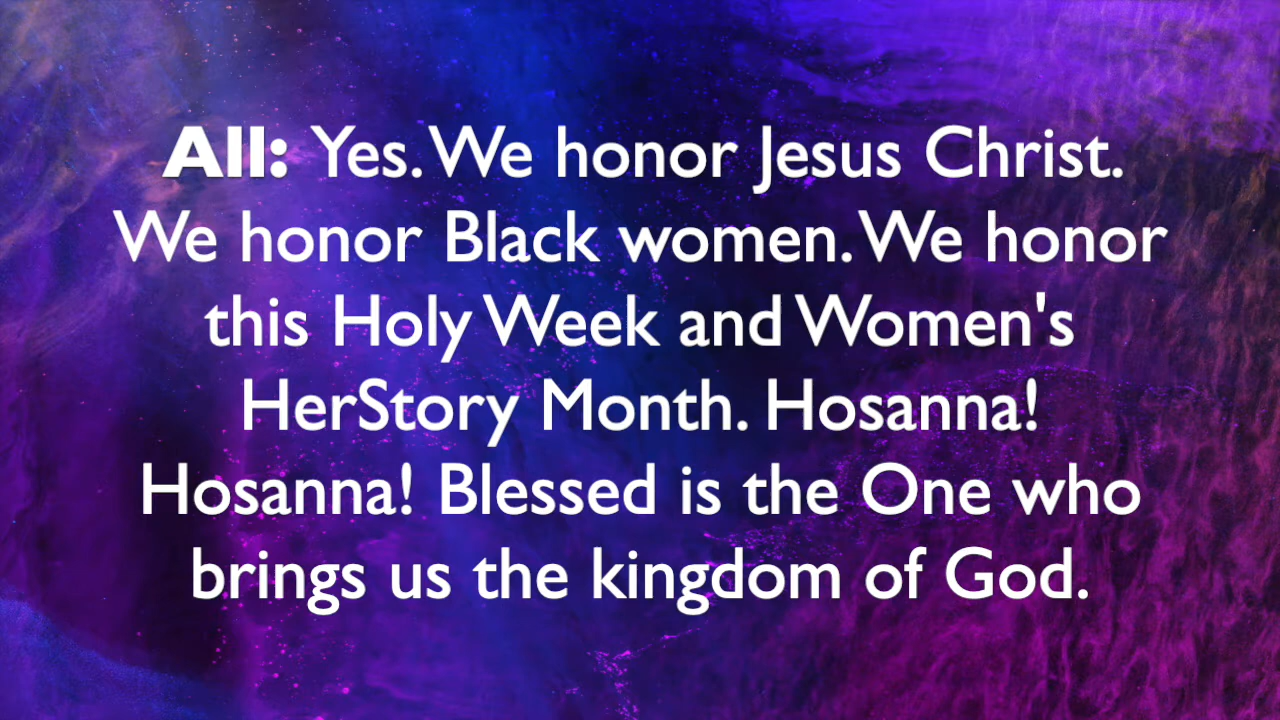 All: Yes. We honor Jesus Christ.
We honor Black women. We honor
this Holy Week and Women's
HerStory Month. Hosanna!
Hosanna! Blessed is the One who
brings us the kingdom of God.